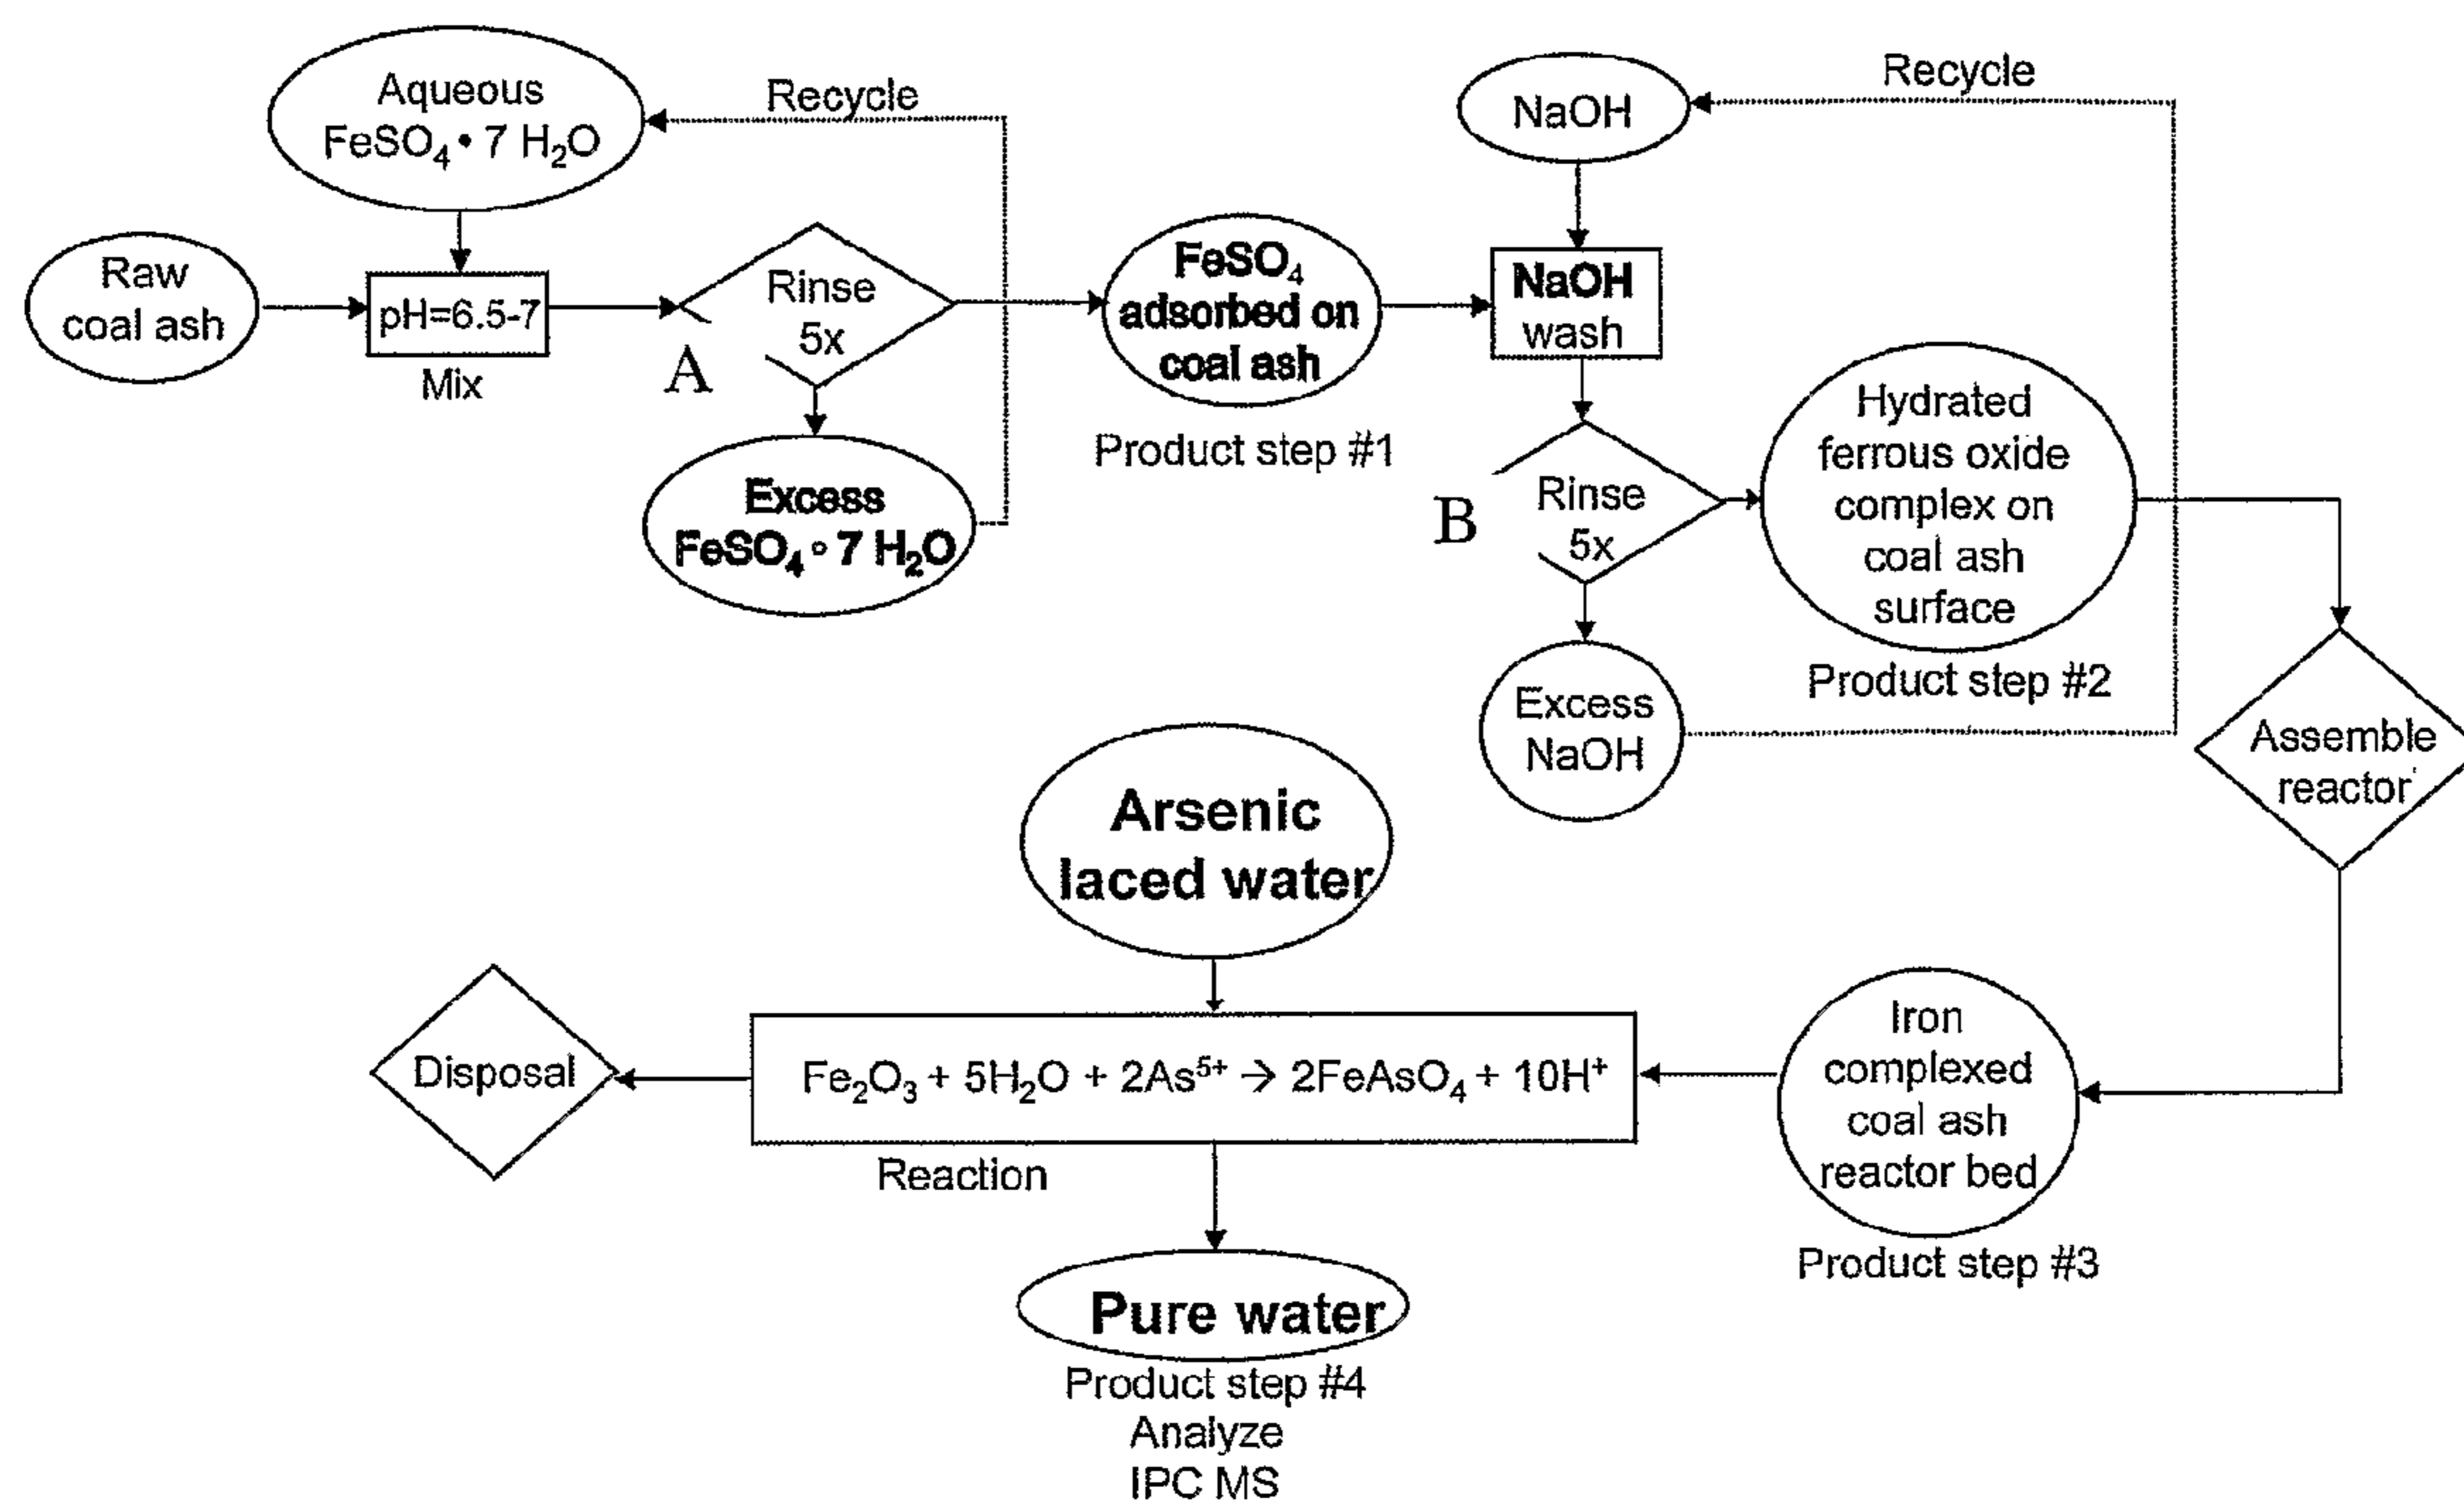 Aqueous
FeSO₄ • 7 H₂O
Recycle
Raw
coal ash
pH=6.5-7
Mix
A
Rinse
5x
Excess
FeSO₄ ∘ 7 H₂O
FeSO₄
adsorbed on
coal ash
Product step #1
NaOH
Recycle
NaOH
wash
B
Rinse
5x
Excess
NaOH
Hydrated
ferrous oxide
complex on
coal ash
surface
Product step #2
Assemble
reactor
Arsenic
laced water
Disposal
Fe₂O₃ + 5H₂O + 2As⁵⁺ → 2FeAsO₄ + 10H⁺
Reaction
Iron
complexed
coal ash
reactor bed
Product step #3
Pure water
Product step #4
Analyze
IPC MS